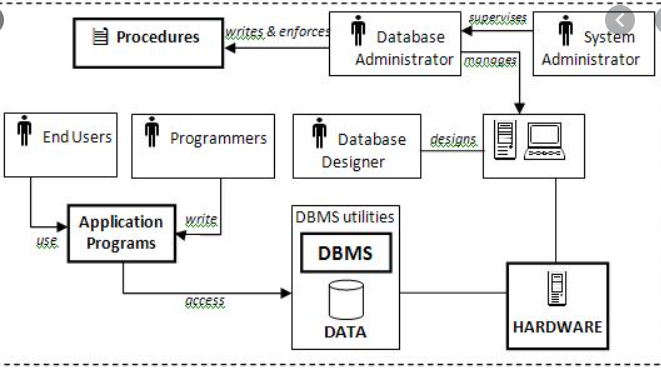 supervises
Procedures
writes & enforces
Database
Administrator
System
Administrator
manages
End Users
Programmers
Database
Designer
designs
Application
Programs
write
use
DBMS utilities
DBMS
access
DATA
HARDWARE